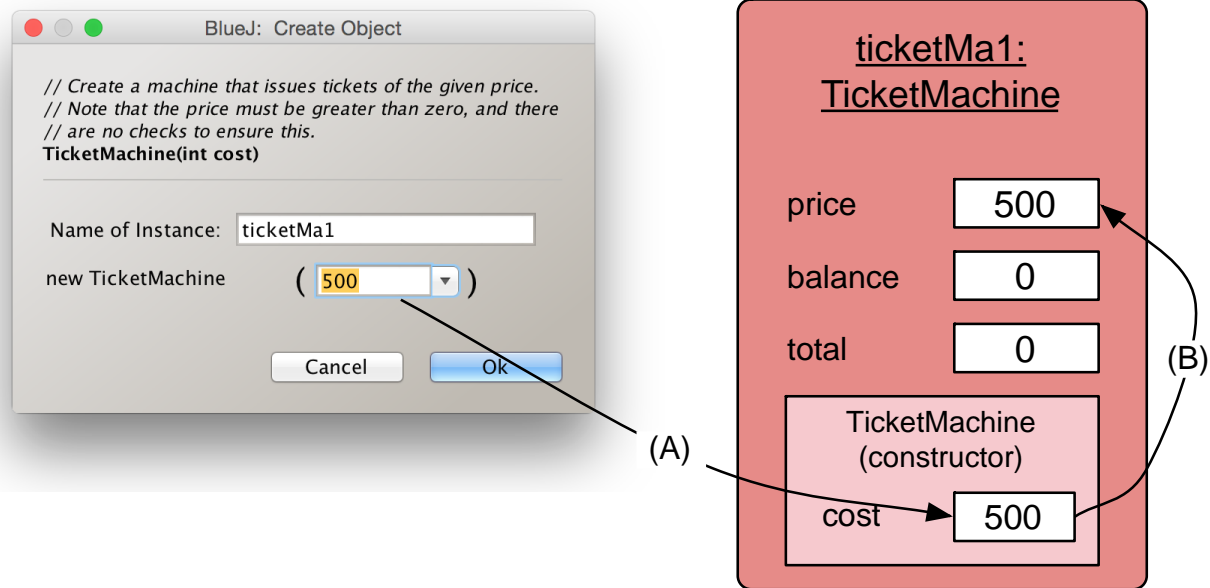 BlueJ: Create Object
// Create a machine that issues tickets of the given price.
// Note that the price must be greater than zero, and there
// are no checks to ensure this.
TicketMachine(int cost)
Name of Instance: ticketMa1
new TicketMachine ( 500 )
Cancel Ok
(A)
ticketMa1:
TicketMachine
price 500
balance 0
total 0
(B)
TicketMachine
(constructor)
cost 500